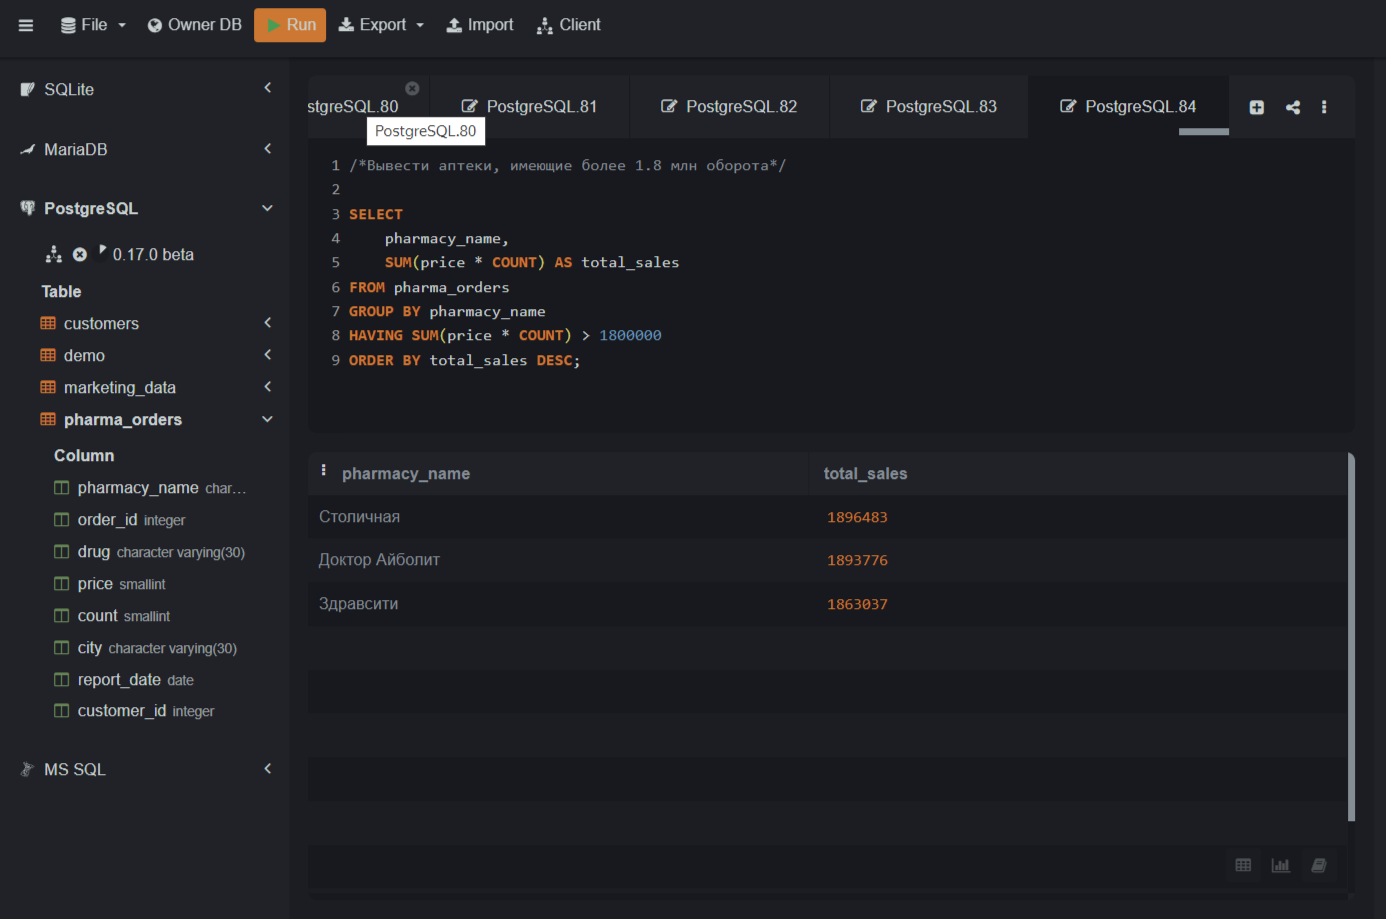 File Owner DB Run Export Import Client
SQLite
MariaDB
PostgreSQL
0.17.0 beta
Table
customers
demo
marketing_data
pharma_orders
Column
pharmacy_name char...
order_id integer
drug character varying(30)
price smallint
count smallint
city character varying(30)
report_date date
customer_id integer
MS SQL
stgreSQL.80 PostgreSQL.81 PostgreSQL.82 PostgreSQL.83 PostgreSQL.84
PostgreSQL.80
1 /*Вывести аптеки, имеющие более 1.8 млн оборота*/
2
3 SELECT
4 pharmacy_name,
5 SUM(price * COUNT) AS total_sales
6 FROM pharma_orders
7 GROUP BY pharmacy_name
8 HAVING SUM(price * COUNT) > 1800000
9 ORDER BY total_sales DESC;
pharmacy_name total_sales
Столичная 1896483
Доктор Айболит 1893776
Здравсити 1863037